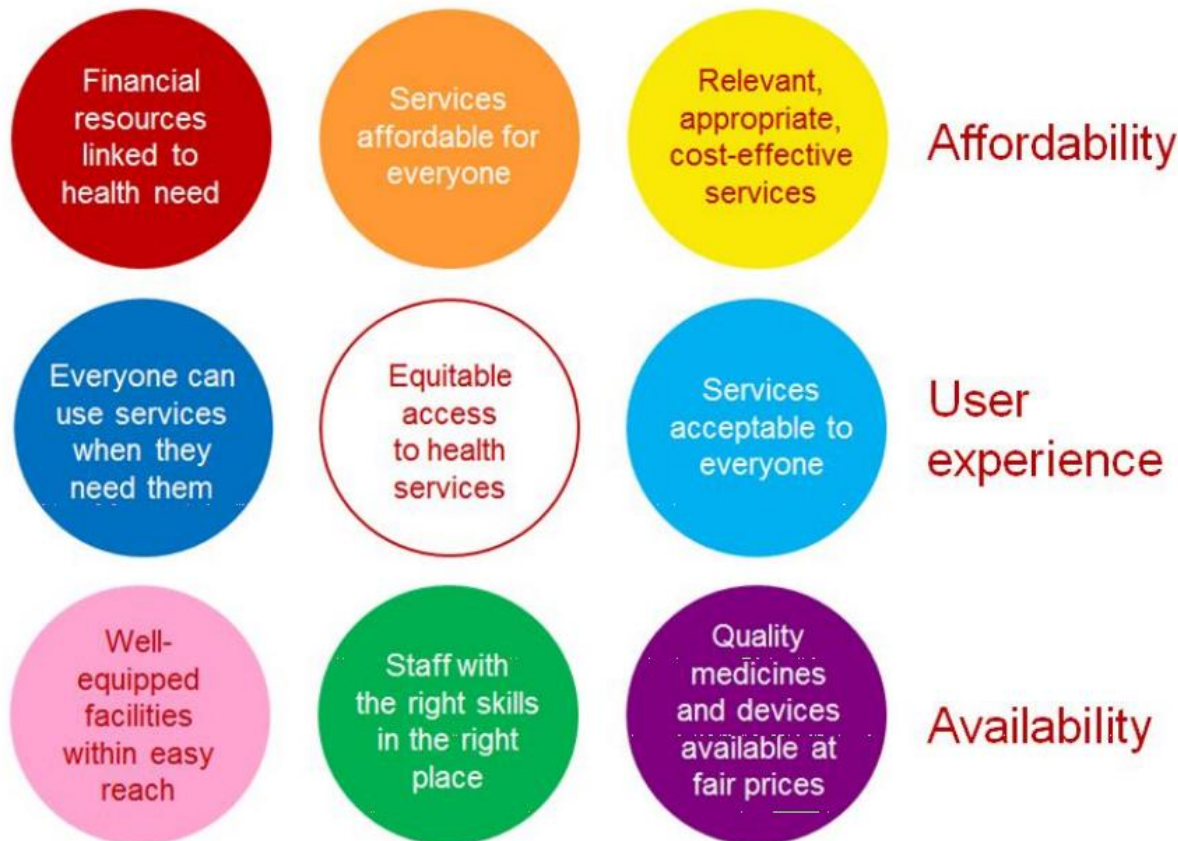 Financial
resources
linked to
health need
Services
affordable for
everyone
Relevant,
appropriate,
cost-effective
services
Affordability
Everyone can
use services
when they
need them
Equitable
access
to health
services
Services
acceptable to
everyone
User
experience
Well-
equipped
facilities
within easy
reach
Staff with
the right skills
in the right
place
Quality
medicines
and devices
available at
fair prices
Availability